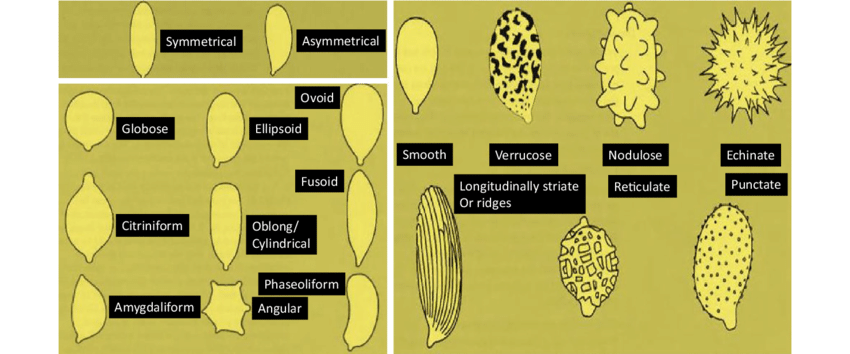 Symmetrical
Asymmetrical
Ovoid
Globose
Ellipsoid
Fusoid
Citriniform
Oblong/
Cylindrical
Phaseoliform
Amygdaliform
Angular
Smooth
Verrucose
Nodulose
Echinate
Longitudinally striate
Or ridges
Reticulate
Punctate